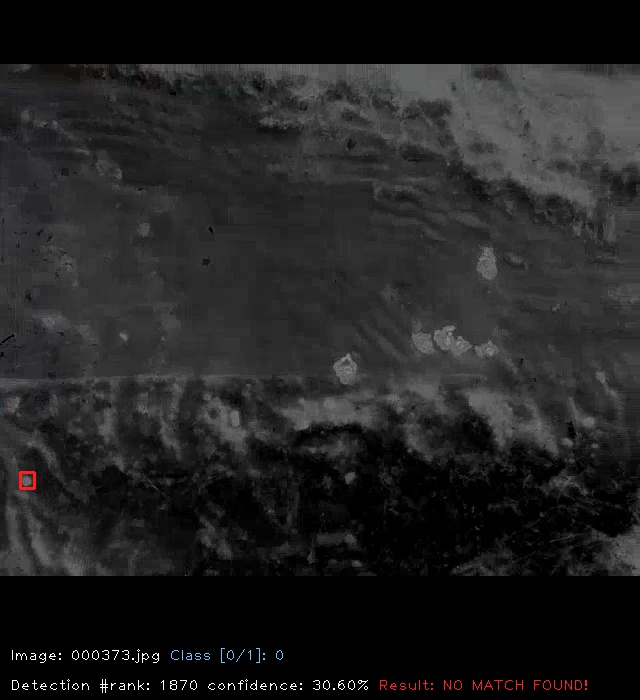 Image: 000373.jpg Class [0/1]: 0
Detection #rank: 1870 confidence: 30.60% Result: NO MATCH FOUND!